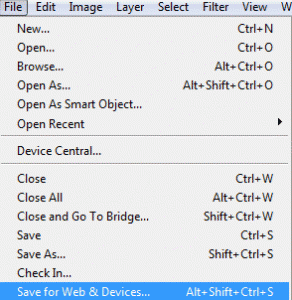 File Edit Image Layer Select Filter View W
New... Ctrl+N
Open... Ctrl+O
Browse... Alt+Ctrl+O
Open As... Alt+Shift+Ctrl+O
Open As Smart Object...
Open Recent
Device Central...
Close Ctrl+W
Close All Alt+Ctrl+W
Close and Go To Bridge... Shift+Ctrl+W
Save Ctrl+S
Save As... Shift+Ctrl+S
Check In...
Save for Web & Devices... Alt+Shift+Ctrl+S